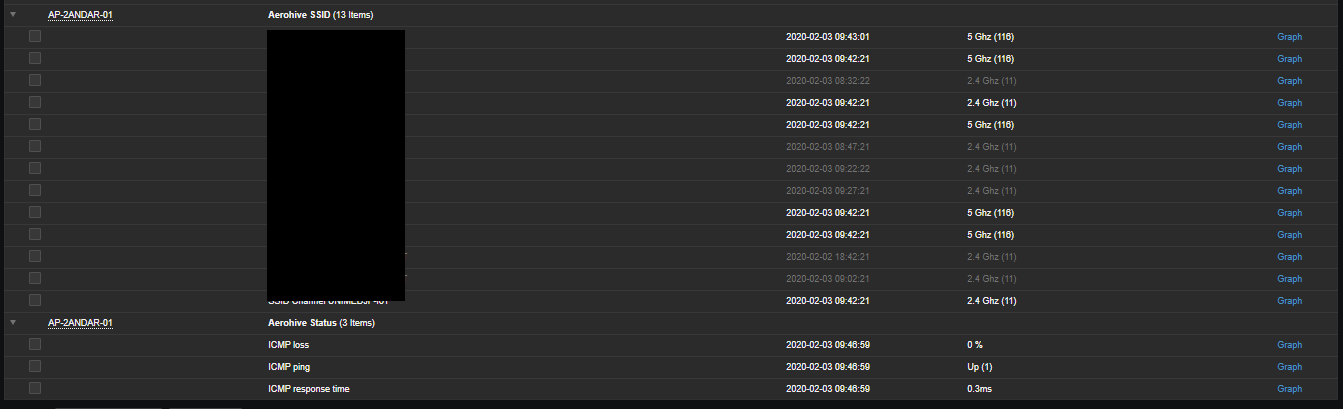 AP-2ANDAR-01 Aerohive SSID (13 Items)
2020-02-03 09:43:01 5 Ghz (116) Graph
2020-02-03 09:42:21 5 Ghz (116) Graph
2020-02-03 08:32:22 2.4 Ghz (11) Graph
2020-02-03 09:42:21 2.4 Ghz (11) Graph
2020-02-03 09:42:21 5 Ghz (116) Graph
2020-02-03 08:47:21 2.4 Ghz (11) Graph
2020-02-03 09:22:22 2.4 Ghz (11) Graph
2020-02-03 09:27:21 2.4 Ghz (11) Graph
2020-02-03 09:42:21 5 Ghz (116) Graph
2020-02-03 09:42:21 5 Ghz (116) Graph
2020-02-02 18:42:21 2.4 Ghz (11) Graph
2020-02-03 09:02:21 2.4 Ghz (11) Graph
SSID Channel 2020-02-03 09:42:21 2.4 Ghz (11) Graph
AP-2ANDAR-01 Aerohive Status (3 Items)
ICMP loss 2020-02-03 09:46:59 0 % Graph
ICMP ping 2020-02-03 09:46:59 Up (1) Graph
ICMP response time 2020-02-03 09:46:59 0.3ms Graph